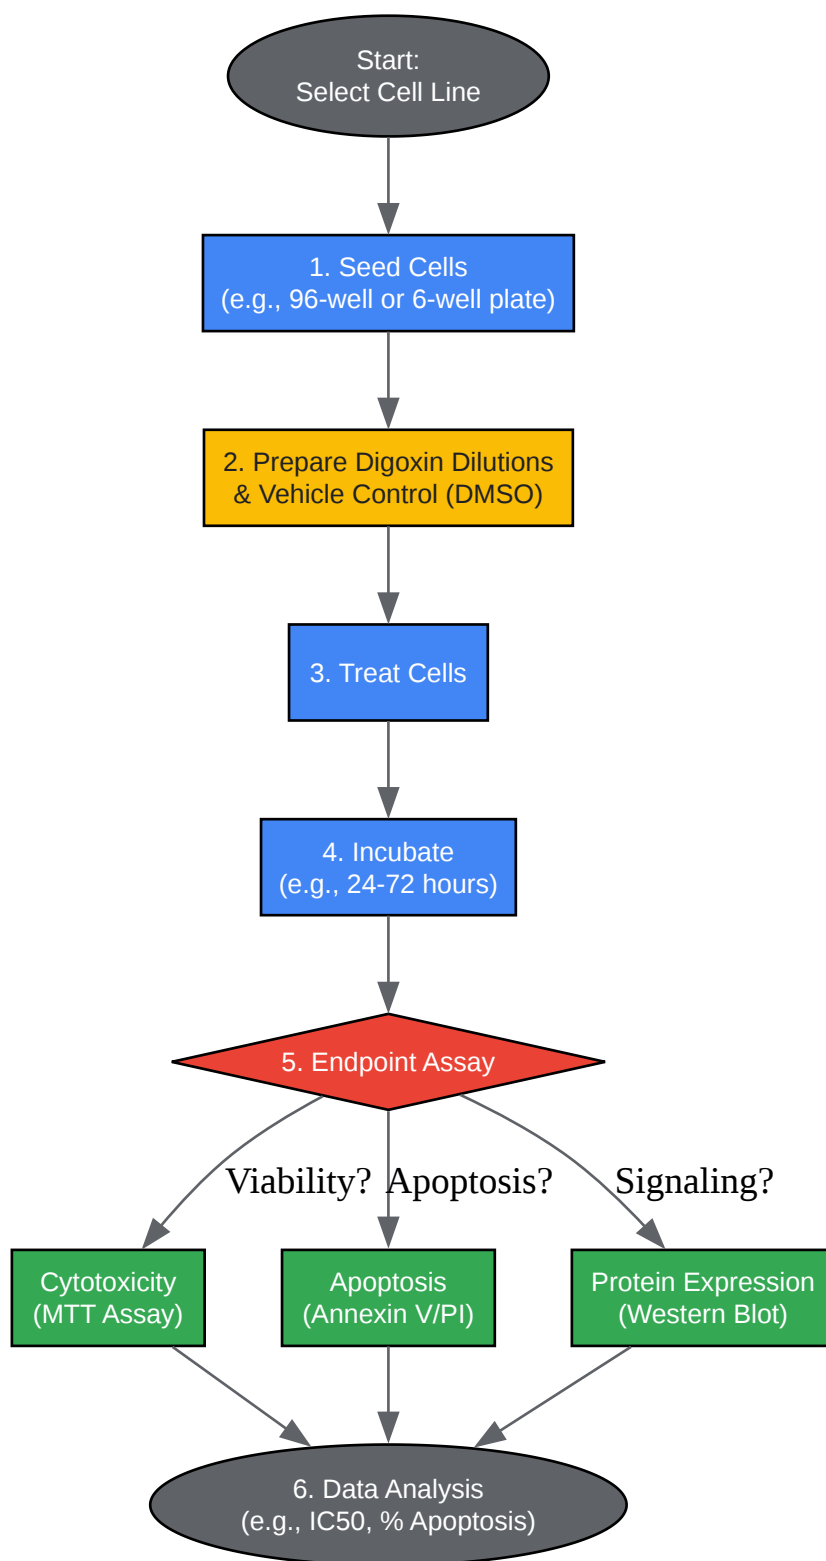 Start:
Select Cell Line
1. Seed Cells
(e.g., 96-well or 6-well plate)
2. Prepare Digoxin Dilutions
& Vehicle Control (DMSO)
3. Treat Cells
4. Incubate
(e.g., 24-72 hours)
5. Endpoint Assay
Viability?
Apoptosis?
Signaling?
Cytotoxicity
(MTT Assay)
Apoptosis
(Annexin V/PI)
Protein Expression
(Western Blot)
6. Data Analysis
(e.g., IC50, % Apoptosis)